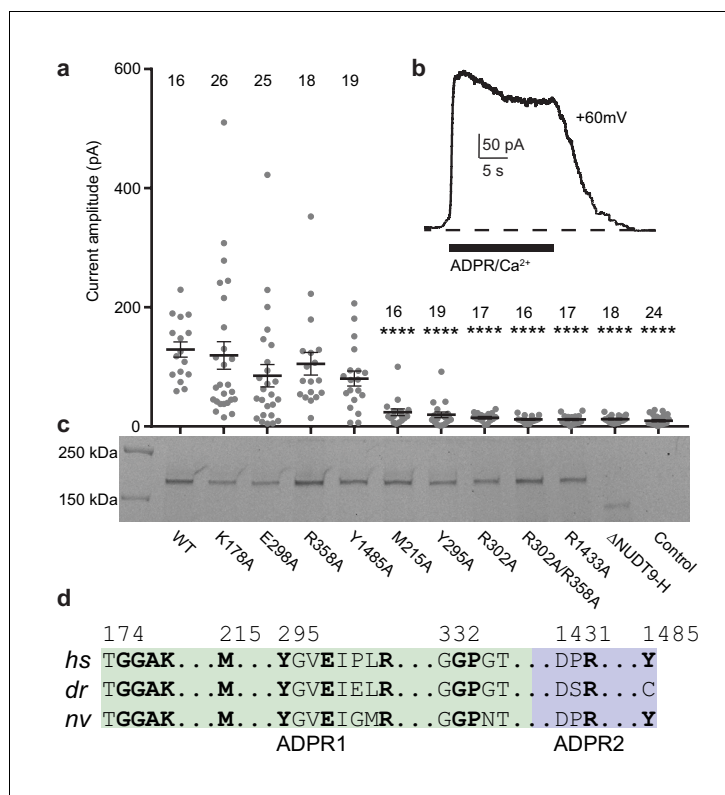 a
600
400
200
0
Current amplitude (pA)
16 26 25 18 19
16 19 17 16 17 18 24
**** **** **** **** **** **** ****
b
+60mV
50 pA
5 s
ADPR/Ca²⁺
c
250 kDa
150 kDa
WT K178A E298A R358A Y1485A M215A Y295A R302A R302A/R358A R1433A ΔNUDT9-H Control
d
174 215 295 332 1431 1485
hs TGGAK...M...YGVEIPLR...GGPGT...DPR...Y
dr TGGAK...M...YGVEIELR...GGPGT...DSR...C
nv TGGAK...M...YGVEIGMR...GGPNT...DPR...Y
ADPR1 ADPR2